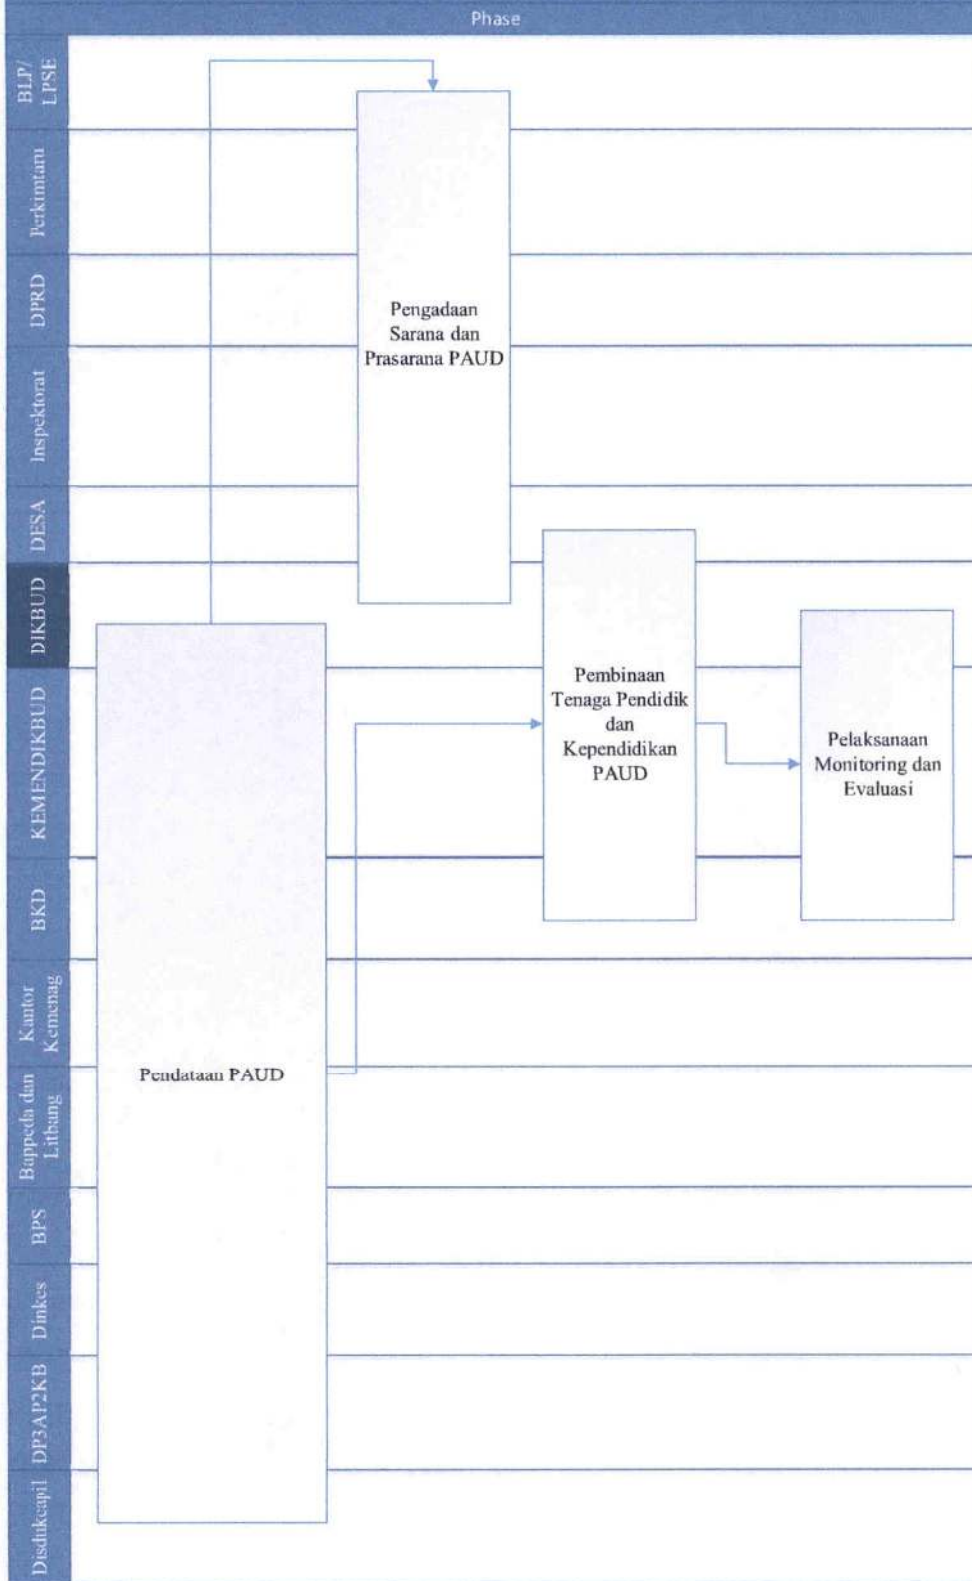 Phase
BLP/
LPSE
Perkimtaru
DPRD
Inspektorat
DESA
DIKBUD
KEMENDIKBUD
BKD
Kantor
Kemenag
Bappeda dan
Litbang
BPS
Dinkes
DP3AP2KB
Disdukcapil
Pengadaan
Sarana dan
Prasarana PAUD
Pembinaan
Tenaga Pendidik
dan
Kependidikan
PAUD
Pelaksanaan
Monitoring dan
Evaluasi
Pendataan PAUD